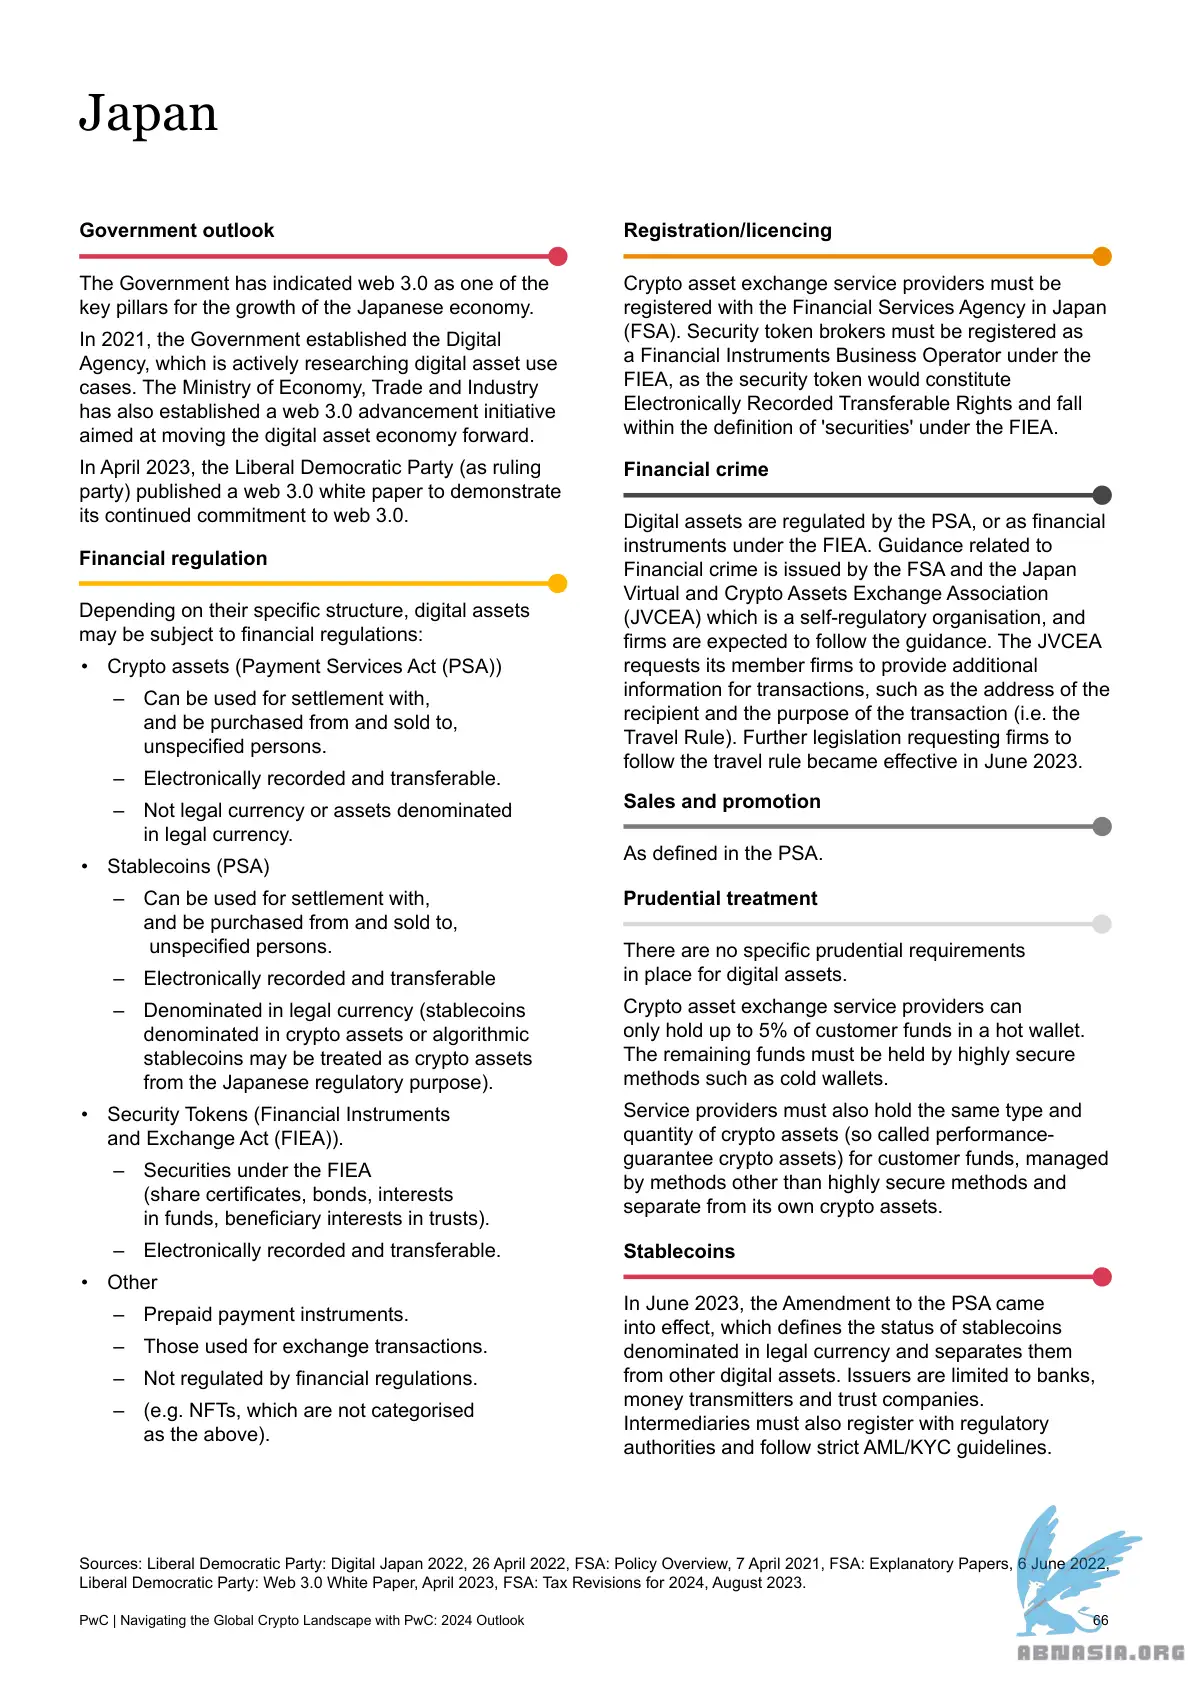 Japan
Government outlook
The Government has indicated web 3.0 as one of the
key pillars for the growth of the Japanese economy.
In 2021, the Government established the Digital
Agency, which is actively researching digital asset use
cases. The Ministry of Economy, Trade and Industry
has also established a web 3.0 advancement initiative
aimed at moving the digital asset economy forward.
In April 2023, the Liberal Democratic Party (as ruling
party) published a web 3.0 white paper to demonstrate
its continued commitment to web 3.0.
Financial regulation
Depending on their specific structure, digital assets
may be subject to financial regulations:
• Crypto assets (Payment Services Act (PSA))
– Can be used for settlement with,
and be purchased from and sold to,
unspecified persons.
– Electronically recorded and transferable.
– Not legal currency or assets denominated
in legal currency.
• Stablecoins (PSA)
– Can be used for settlement with,
and be purchased from and sold to,
unspecified persons.
– Electronically recorded and transferable
– Denominated in legal currency (stablecoins
denominated in crypto assets or algorithmic
stablecoins may be treated as crypto assets
from the Japanese regulatory purpose).
• Security Tokens (Financial Instruments
and Exchange Act (FIEA)).
– Securities under the FIEA
(share certificates, bonds, interests
in funds, beneficiary interests in trusts).
– Electronically recorded and transferable.
• Other
– Prepaid payment instruments.
– Those used for exchange transactions.
– Not regulated by financial regulations.
– (e.g. NFTs, which are not categorised
as the above).
Registration/licencing
Crypto asset exchange service providers must be
registered with the Financial Services Agency in Japan
(FSA). Security token brokers must be registered as
a Financial Instruments Business Operator under the
FIEA, as the security token would constitute
Electronically Recorded Transferable Rights and fall
within the definition of 'securities' under the FIEA.
Financial crime
Digital assets are regulated by the PSA, or as financial
instruments under the FIEA. Guidance related to
Financial crime is issued by the FSA and the Japan
Virtual and Crypto Assets Exchange Association
(JVCEA) which is a self-regulatory organisation, and
firms are expected to follow the guidance. The JVCEA
requests its member firms to provide additional
information for transactions, such as the address of the
recipient and the purpose of the transaction (i.e. the
Travel Rule). Further legislation requesting firms to
follow the travel rule became effective in June 2023.
Sales and promotion
As defined in the PSA.
Prudential treatment
There are no specific prudential requirements
in place for digital assets.
Crypto asset exchange service providers can
only hold up to 5% of customer funds in a hot wallet.
The remaining funds must be held by highly secure
methods such as cold wallets.
Service providers must also hold the same type and
quantity of crypto assets (so called performance-
guarantee crypto assets) for customer funds, managed
by methods other than highly secure methods and
separate from its own crypto assets.
Stablecoins
In June 2023, the Amendment to the PSA came
into effect, which defines the status of stablecoins
denominated in legal currency and separates them
from other digital assets. Issuers are limited to banks,
money transmitters and trust companies.
Intermediaries must also register with regulatory
authorities and follow strict AML/KYC guidelines.
Sources: Liberal Democratic Party: Digital Japan 2022, 26 April 2022, FSA: Policy Overview, 7 April 2021, FSA: Explanatory Papers, 6 June 2022,
Liberal Democratic Party: Web 3.0 White Paper, April 2023, FSA: Tax Revisions for 2024, August 2023.
PwC | Navigating the Global Crypto Landscape with PwC: 2024 Outlook
66
ABNASIA.ORG